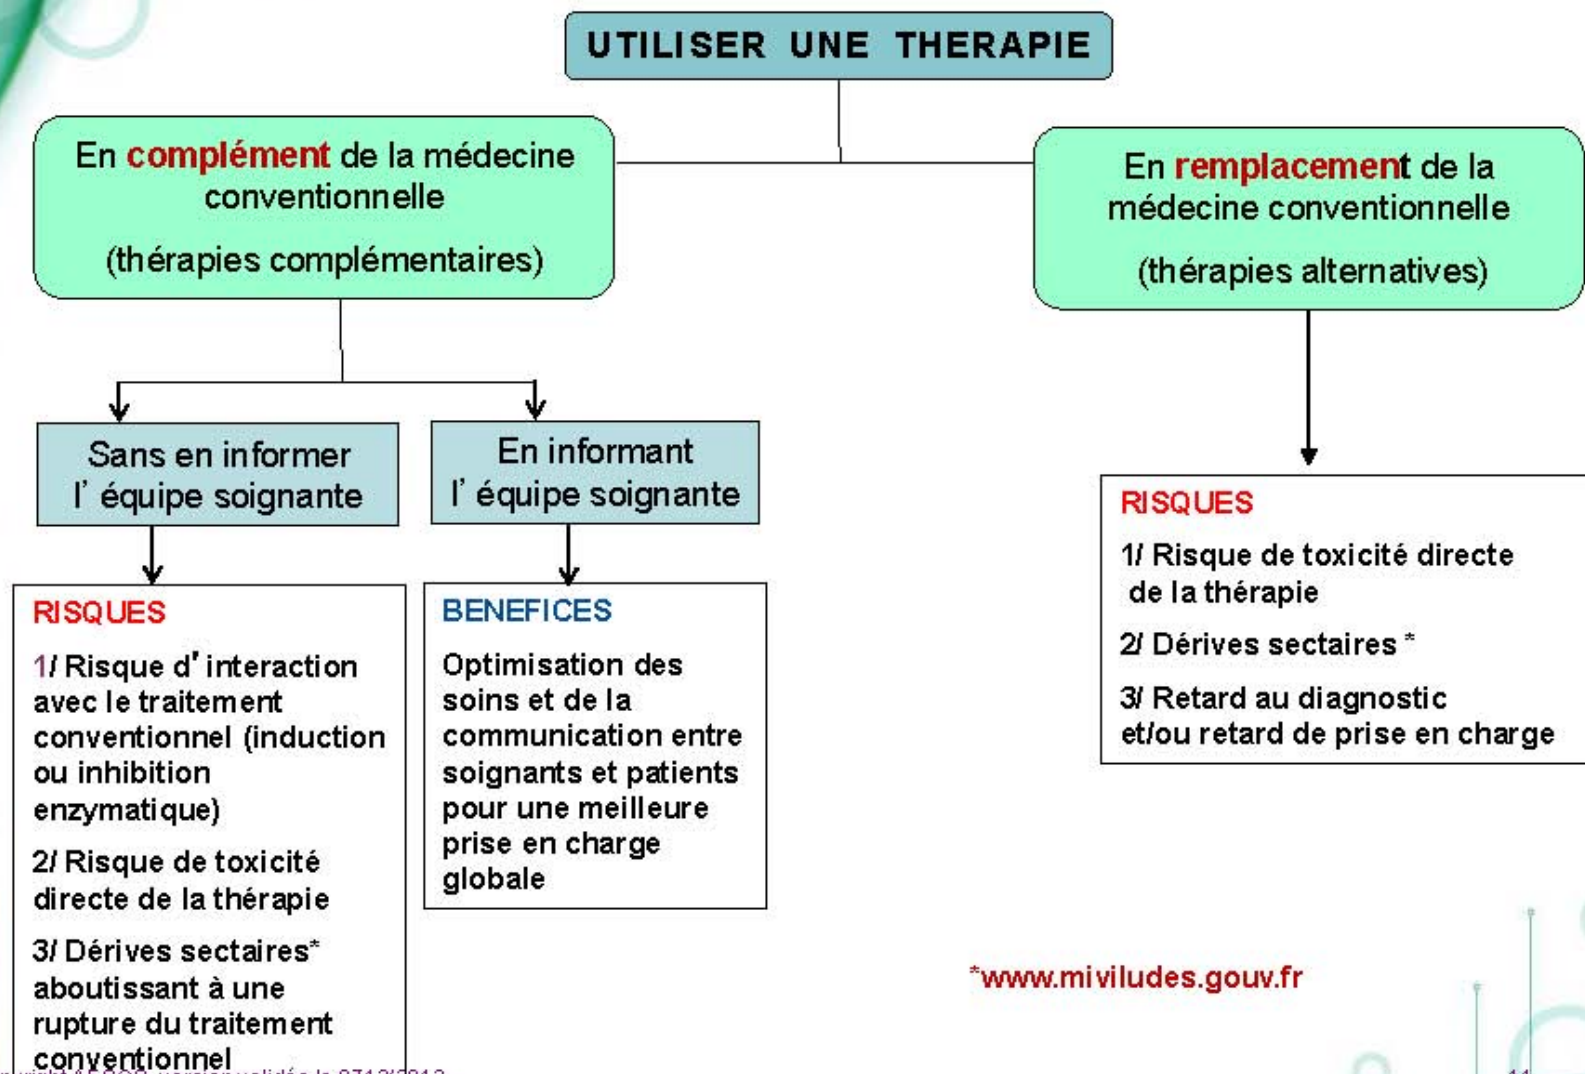 UTILISER UNE THERAPIE
En complément de la médecine
conventionnelle
(thérapies complémentaires)
En remplacement de la
médecine conventionnelle
(thérapies alternatives)
Sans en informer
l' équipe soignante
En informant
l' équipe soignante
RISQUES
1/ Risque d' interaction
avec le traitement
conventionnel (induction
ou inhibition
enzymatique)
2/ Risque de toxicité
directe de la thérapie
3/ Dérives sectaires*
aboutissant à une
rupture du traitement
conventionnel
BENEFICES
Optimisation des
soins et de la
communication entre
soignants et patients
pour une meilleure
prise en charge
globale
RISQUES
1/ Risque de toxicité directe
de la thérapie
2/ Dérives sectaires *
3/ Retard au diagnostic
et/ou retard de prise en charge
*www.miviludes.gouv.fr
version validée le